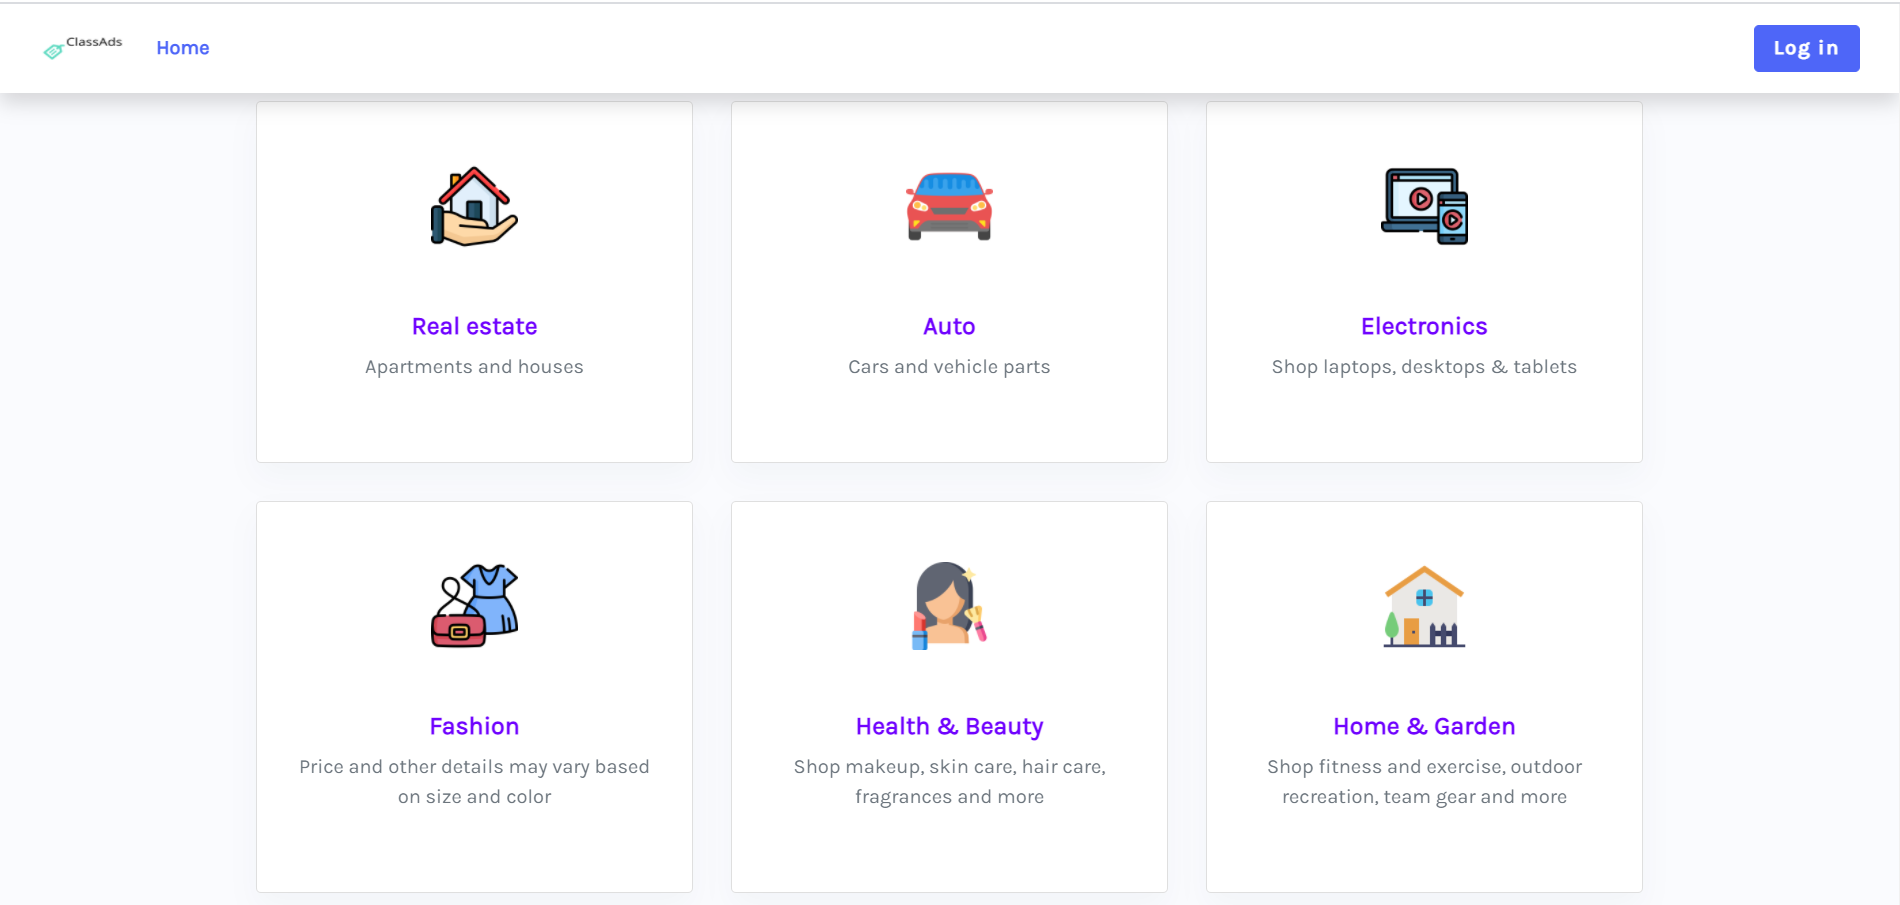 ClassAds
Home
Log in
Real estate
Apartments and houses
Auto
Cars and vehicle parts
Electronics
Shop laptops, desktops & tablets
Fashion
Price and other details may vary based
on size and color
Health & Beauty
Shop makeup, skin care, hair care,
fragrances and more
Home & Garden
Shop fitness and exercise, outdoor
recreation, team gear and more